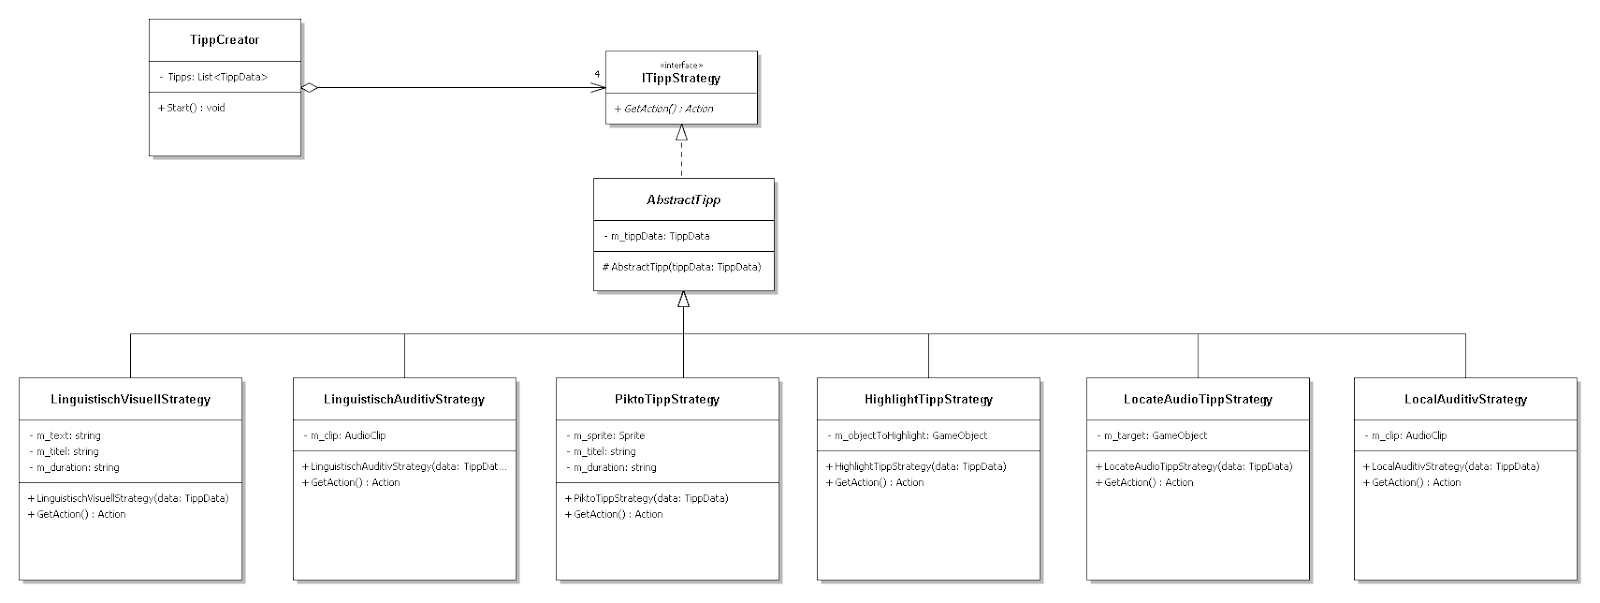 TippCreator
- Tipps: List<TippData>
+ Start() : void
4
«interface»
ITippStrategy
+ GetAction() : Action
AbstractTipp
- m_tippData: TippData
# AbstractTipp(tippData: TippData)
LinguistischVisuellStrategy
- m_text: string
- m_titel: string
- m_duration: string
+ LinguistischVisuellStrategy(data: TippData)
+ GetAction() : Action
LinguistischAuditivStrategy
- m_clip: AudioClip
+ LinguistischAuditivStrategy(data: TippDat...
+ GetAction() : Action
PiktoTippStrategy
- m_sprite: Sprite
- m_titel: string
- m_duration: string
+ PiktoTippStrategy(data: TippData)
+ GetAction() : Action
HighlightTippStrategy
- m_objectToHighlight: GameObject
+ HighlightTippStrategy(data: TippData)
+ GetAction() : Action
LocateAudioTippStrategy
- m_target: GameObject
+ LocateAudioTippStrategy(data: TippData)
+ GetAction() : Action
LocalAuditivStrategy
- m_clip: AudioClip
+ LocalAuditivStrategy(data: TippData)
+ GetAction() : Action